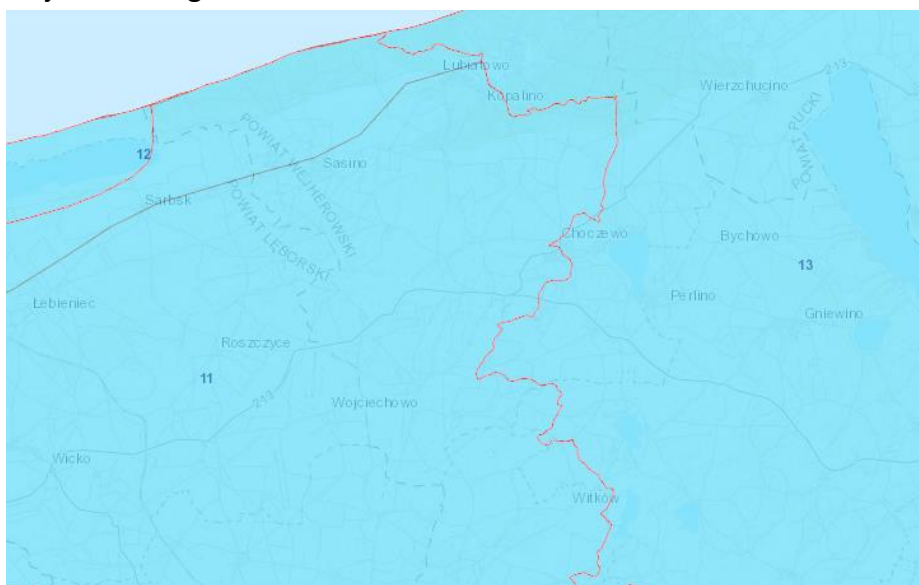 Lubiatowo
Wierzchucino
213
Kopalino
POWIAT PUCKI
POWIAT WEJHEROWSKI
12
Sasino
POWIAT LĘBORSKI
Sarbsk
Choczewo
Bychowo
13
Łebieniec
Perlino
Gniewino
Roszczyce
11
213
Wojciechowo
Wicko
Witków